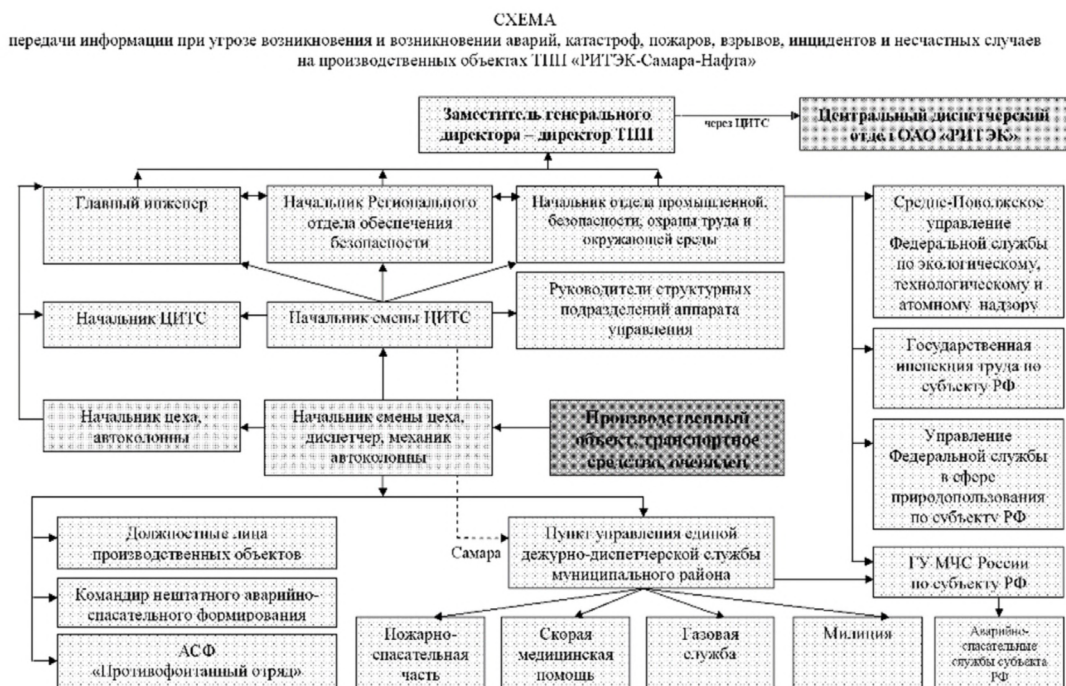 СХЕМА
передачи информации при угрозе возникновения и возникновении аварий, катастроф, пожаров, взрывов, инцидентов и несчастных случаев
на производственных объектах ТПП «РИТЭК-Самара-Нафта»
Заместитель генерального
директора – директор ТПП
через ЦИТС
Центральный диспетчерский
отдел ОАО «РИТЭК»
Главный инженер
Начальник Регионального
отдела обеспечения
безопасности
Начальник отдела промышленной
безопасности, охраны труда и
окружающей среды
Средне-Поволжское
управление
Федеральной службы
по экологическому,
технологическому и
атомному надзору
Начальник ЦИТС
Начальник смены ЦИТС
Руководители структурных
подразделений аппарата
управления
Государственная
инспекция труда по
субъекту РФ
Начальник цеха,
автоколонны
Начальник смены цеха,
диспетчер, механик
автоколонны
Производственный
объект, транспортное
средство, очевидец
Управление
Федеральной службы
в сфере
природопользования
по субъекту РФ
Должностные лица
производственных объектов
Самара
Пункт управления единой
дежурно-диспетчерской службы
муниципального района
ГУ МЧС России
по субъекту РФ
Командир нештатного аварийно-
спасательного формирования
АСФ
«Противофонтанный отряд»
Пожарно-
спасательная
часть
Скорая
медицинская
помощь
Газовая
служба
Милиция
Аварийно-
спасательные
службы субъекта
РФ